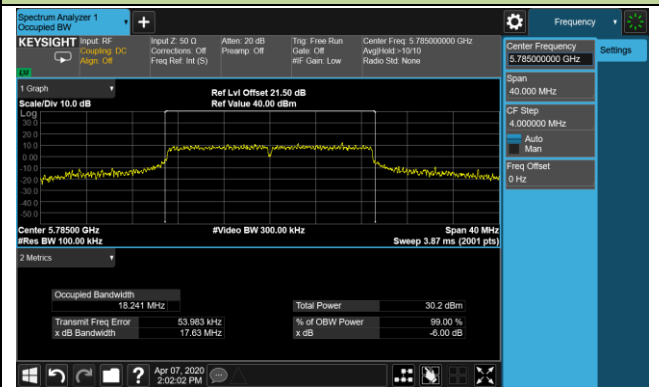 Spectrum Analyzer 1
Occupied BW
+
Frequency
KEYSIGHT
Input: RF
Coupling: DC
Align: Off
Input Z: 50 Ω
Corrections: Off
Freq Ref: Int (S)
Atten: 20 dB
Preamp: Off
Trig: Free Run
Gate: Off
#IF Gain: Low
Center Freq: 5.785000000 GHz
Avg|Hold:>10/10
Radio Std: None
LV
Center Frequency
5.785000000 GHz
Settings
Span
40.000 MHz
CF Step
4.000000 MHz
Auto
Man
Freq Offset
0 Hz
1 Graph
Scale/Div 10.0 dB
Ref Lvl Offset 21.50 dB
Ref Value 40.00 dBm
Log
30.0
20.0
10.0
0.00
-10.0
-20.0
-30.0
-40.0
-50.0
Center 5.78500 GHz
#Video BW 300.00 kHz
Span 40 MHz
#Res BW 100.00 kHz
Sweep 3.87 ms (2001 pts)
2 Metrics
Occupied Bandwidth
18.241 MHz
Total Power 30.2 dBm
Transmit Freq Error 53.983 kHz
% of OBW Power 99.00 %
x dB Bandwidth 17.63 MHz
x dB -6.00 dB
?
Apr 07, 2020
2:02:02 PM